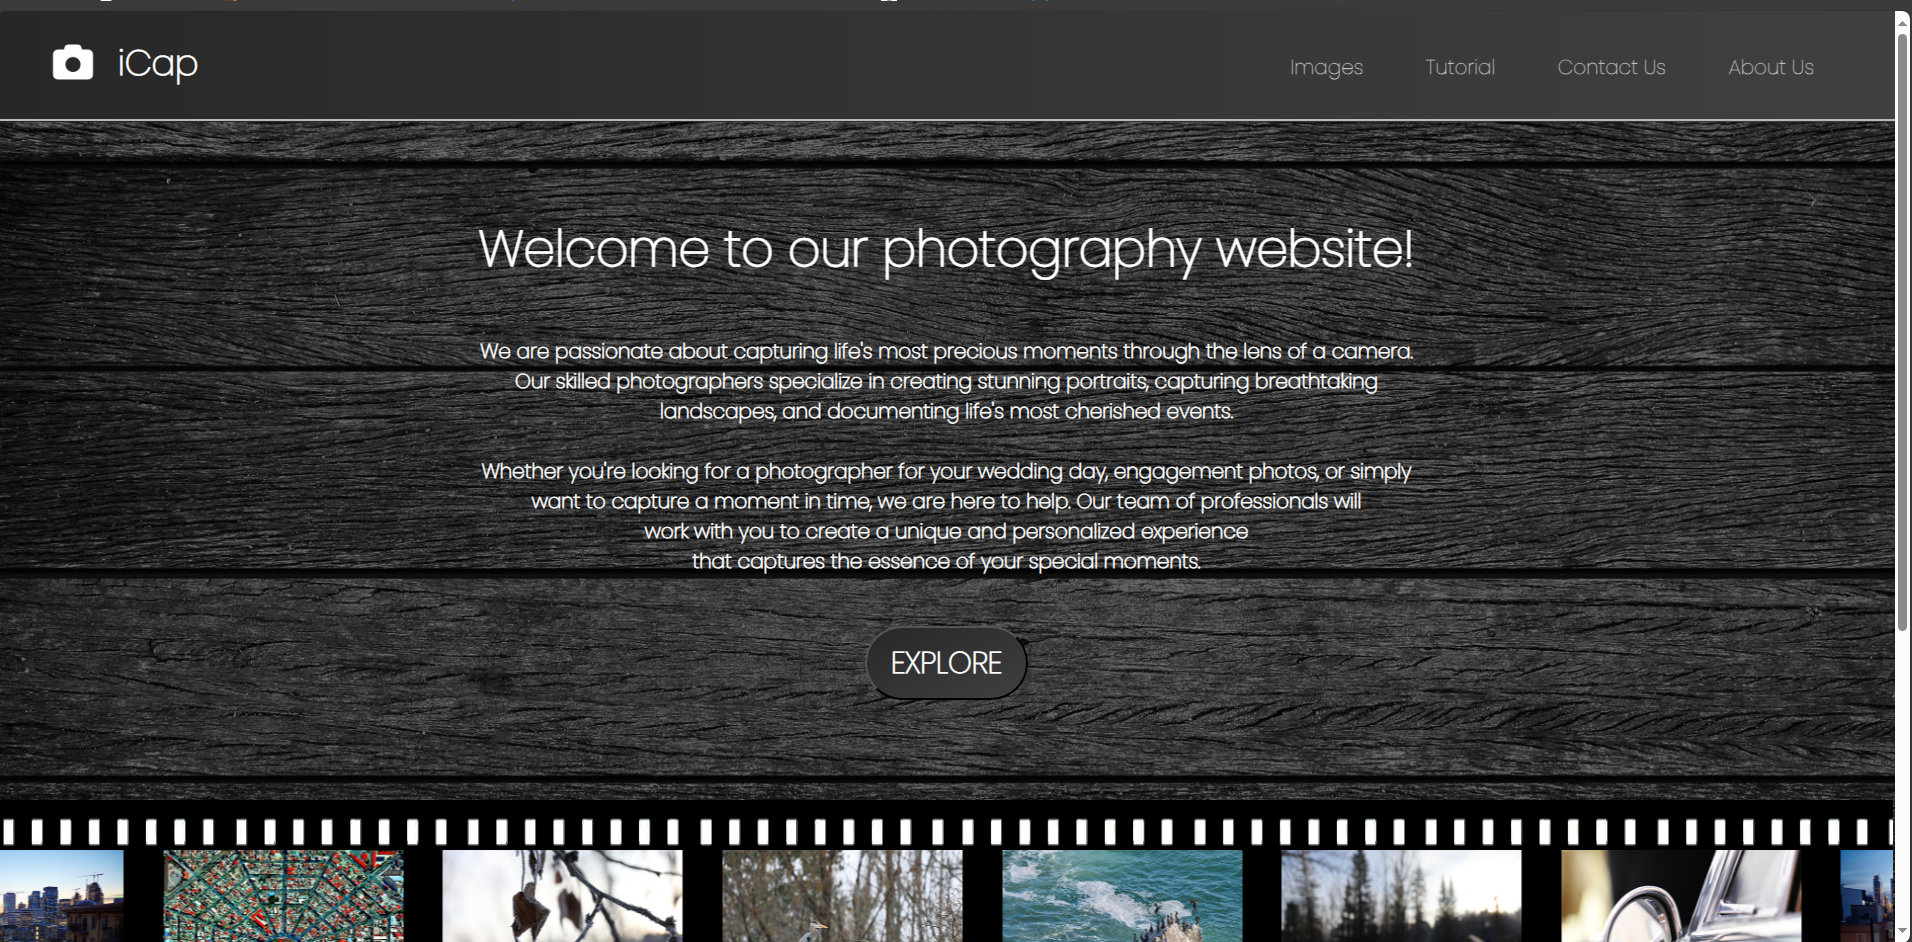 iCap
Images
Tutorial
Contact Us
About Us
Welcome to our photography website!
We are passionate about capturing life's most precious moments through the lens of a camera.
Our skilled photographers specialize in creating stunning portraits, capturing breathtaking
landscapes, and documenting life's most cherished events.
Whether you're looking for a photographer for your wedding day, engagement photos, or simply
want to capture a moment in time, we are here to help. Our team of professionals will
work with you to create a unique and personalized experience
that captures the essence of your special moments.
EXPLORE